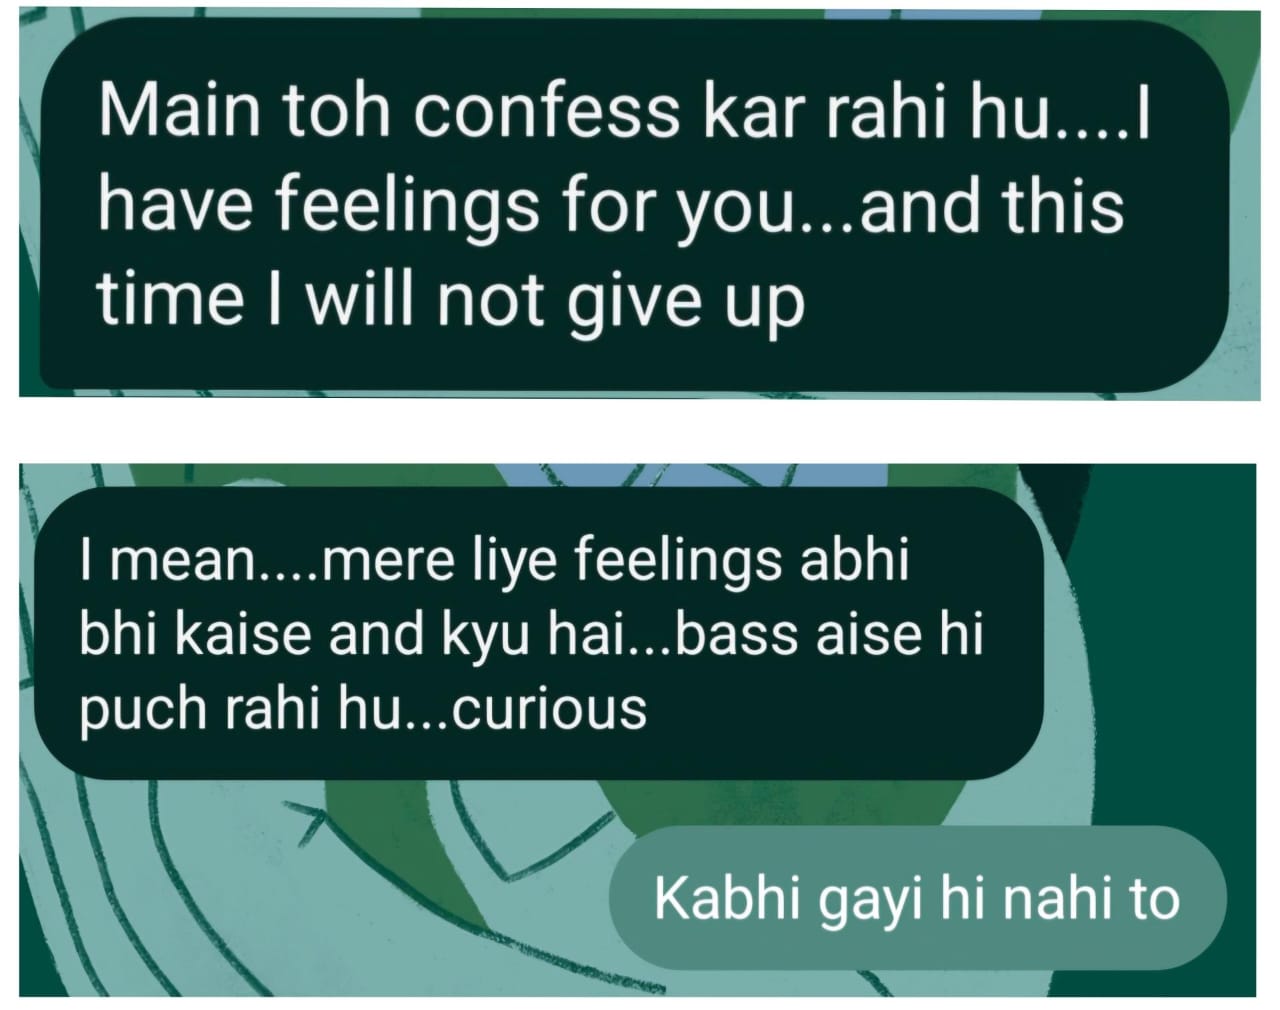 Main toh confess kar rahi hu....I
have feelings for you...and this
time I will not give up
I mean....mere liye feelings abhi
bhi kaise and kyu hai...bass aise hi
puch rahi hu...curious
Kabhi gayi hi nahi to